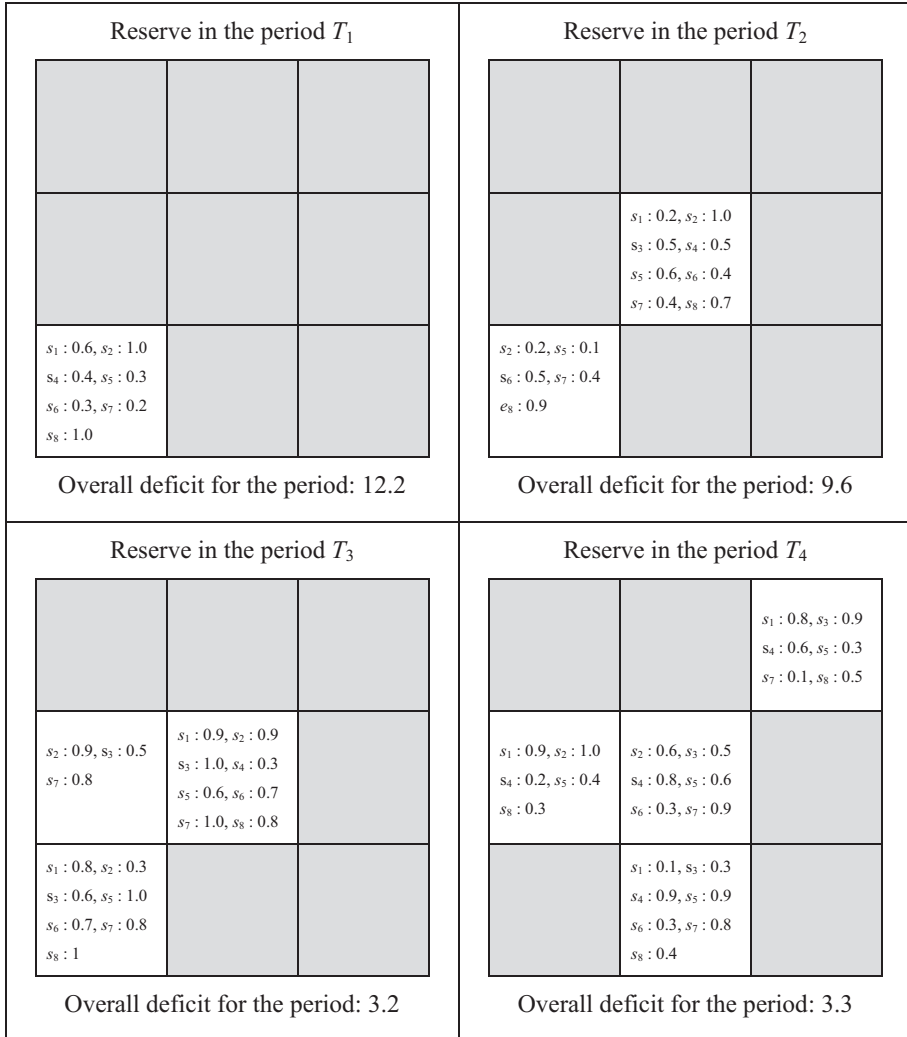 Reserve in the period T₁
s₁ : 0.6, s₂ : 1.0
s₄ : 0.4, s₅ : 0.3
s₆ : 0.3, s₇ : 0.2
s₈ : 1.0
Overall deficit for the period: 12.2
Reserve in the period T₂
s₁ : 0.2, s₂ : 1.0
s₃ : 0.5, s₄ : 0.5
s₅ : 0.6, s₆ : 0.4
s₇ : 0.4, s₈ : 0.7
s₂ : 0.2, s₅ : 0.1
s₆ : 0.5, s₇ : 0.4
e₈ : 0.9
Overall deficit for the period: 9.6
Reserve in the period T₃
s₂ : 0.9, s₃ : 0.5
s₇ : 0.8
s₁ : 0.9, s₂ : 0.9
s₃ : 1.0, s₄ : 0.3
s₅ : 0.6, s₆ : 0.7
s₇ : 1.0, s₈ : 0.8
s₁ : 0.8, s₂ : 0.3
s₃ : 0.6, s₅ : 1.0
s₆ : 0.7, s₇ : 0.8
s₈ : 1
Overall deficit for the period: 3.2
Reserve in the period T₄
s₁ : 0.8, s₃ : 0.9
s₄ : 0.6, s₅ : 0.3
s₇ : 0.1, s₈ : 0.5
s₁ : 0.9, s₂ : 1.0
s₄ : 0.2, s₅ : 0.4
s₈ : 0.3
s₂ : 0.6, s₃ : 0.5
s₄ : 0.8, s₅ : 0.6
s₆ : 0.3, s₇ : 0.9
s₁ : 0.1, s₃ : 0.3
s₄ : 0.9, s₅ : 0.9
s₆ : 0.3, s₇ : 0.8
s₈ : 0.4
Overall deficit for the period: 3.3